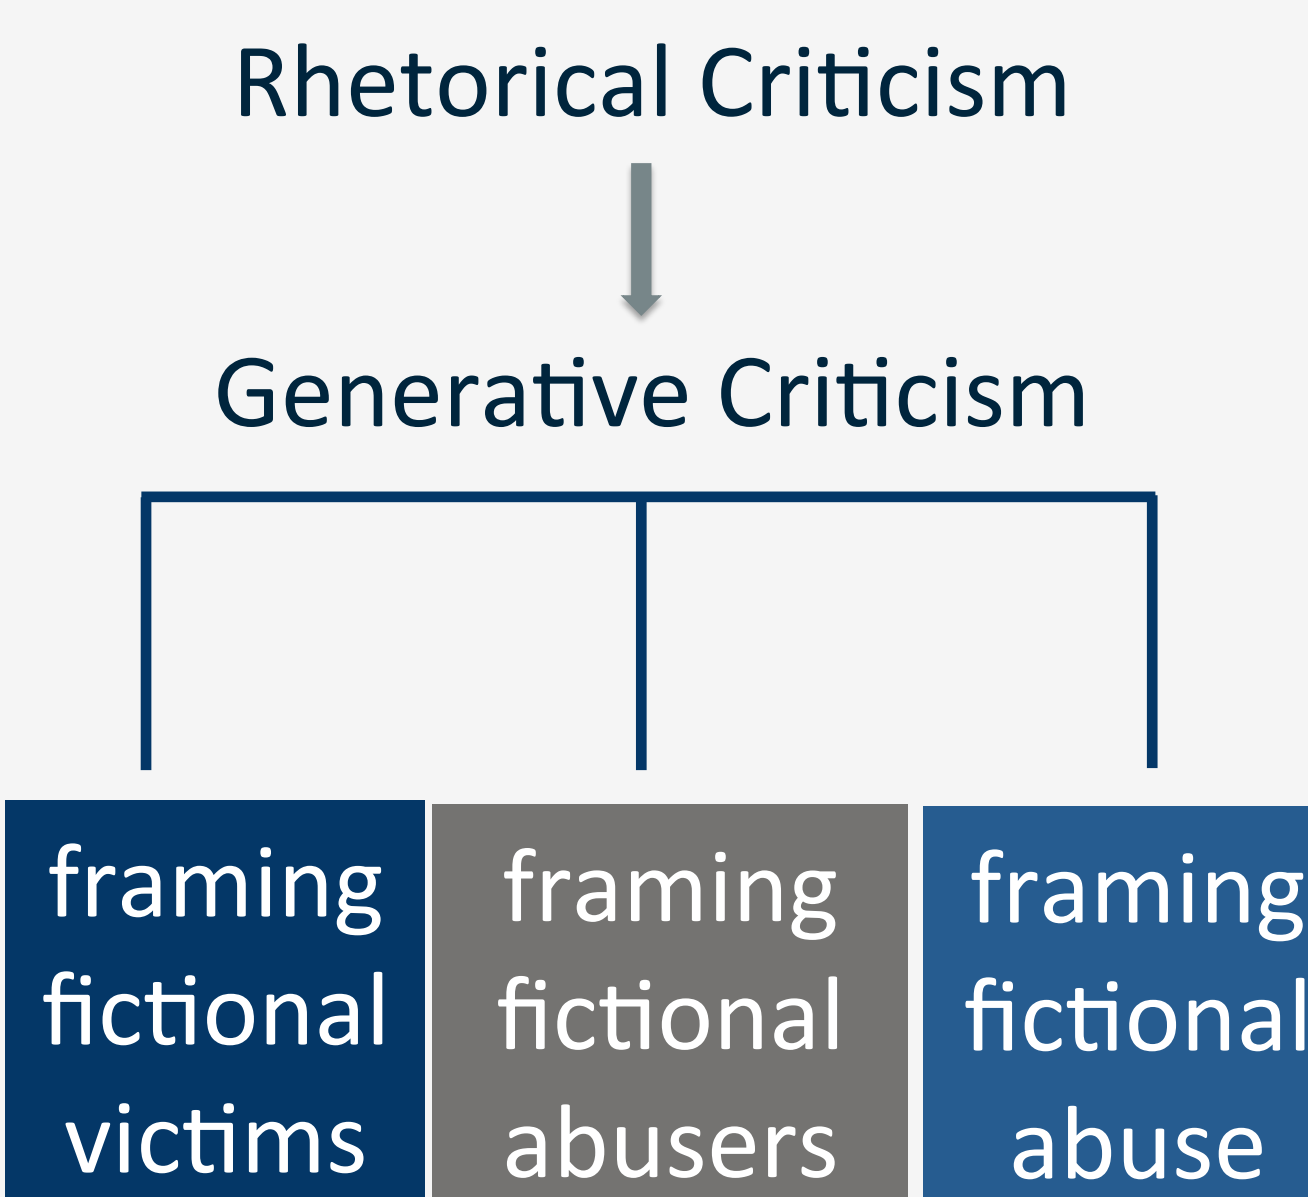 Rhetorical Criticism
Generative Criticism
framing
fictional
victims
framing
fictional
abusers
framing
fictional
abuse